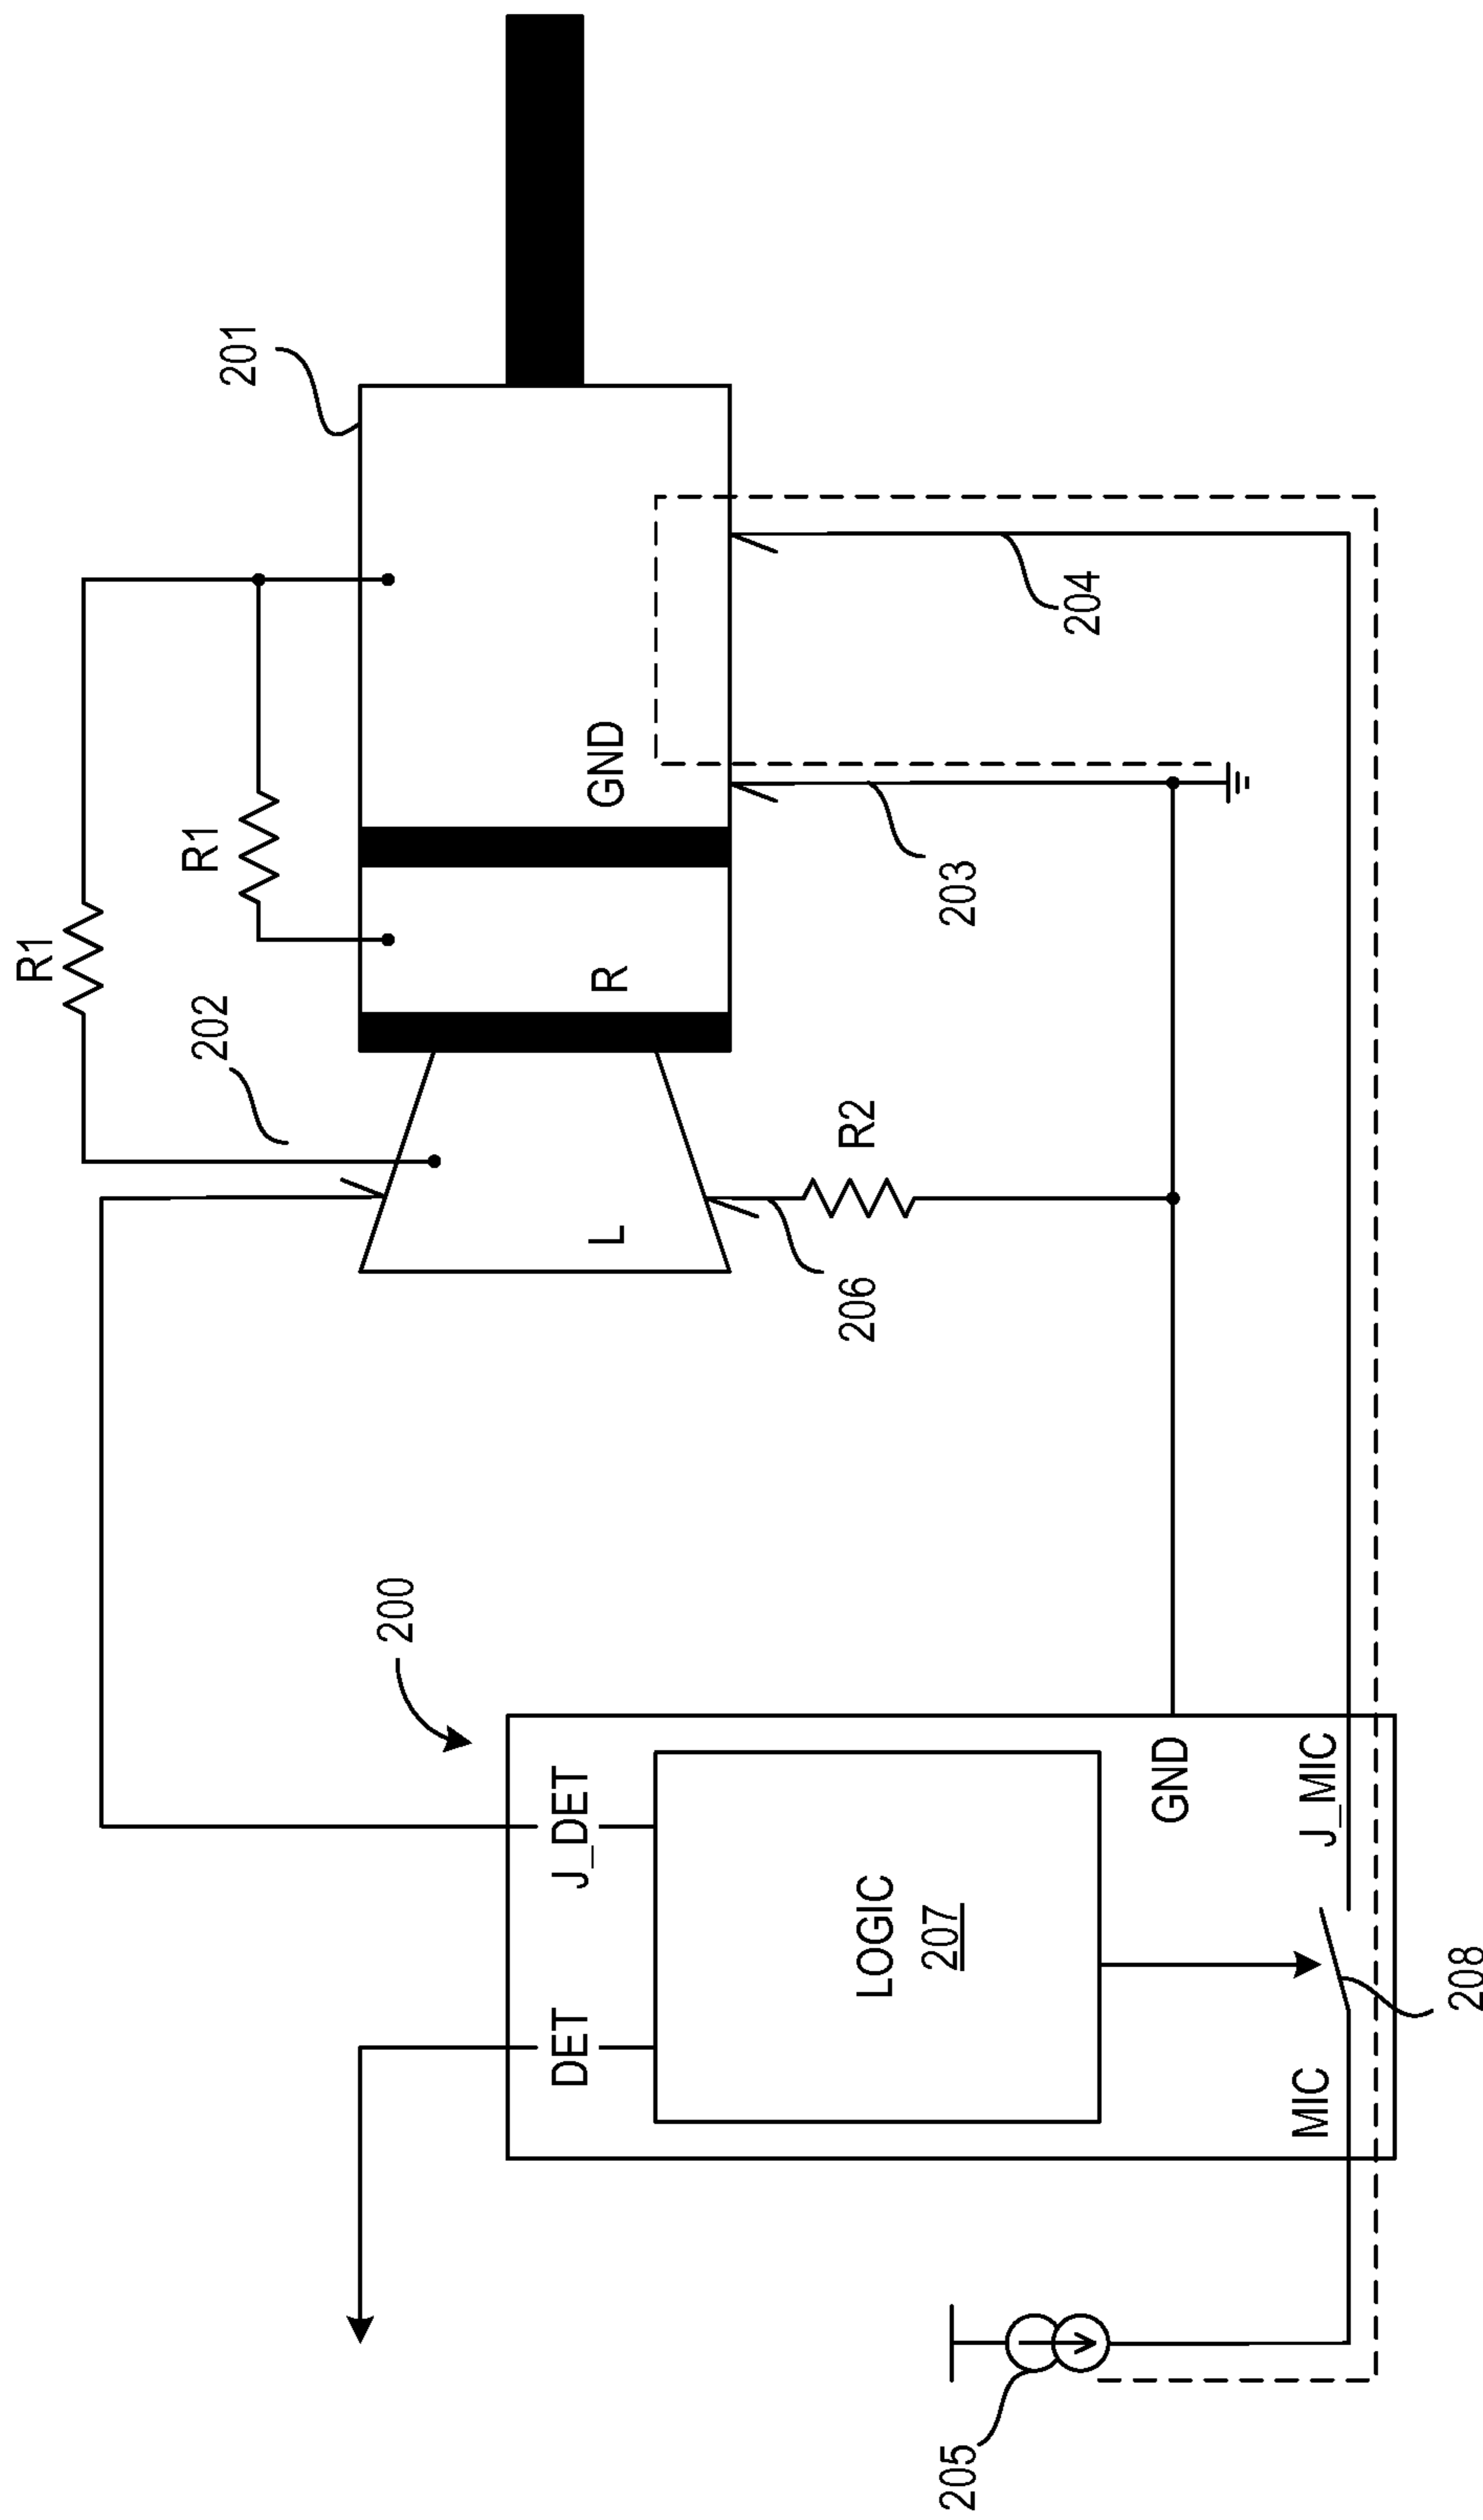 R1
R1
201
202
GND
R
L
R2
206
203
204
200
J_DET
DET
LOGIC
207
GND
J_MIC
MIC
208
205